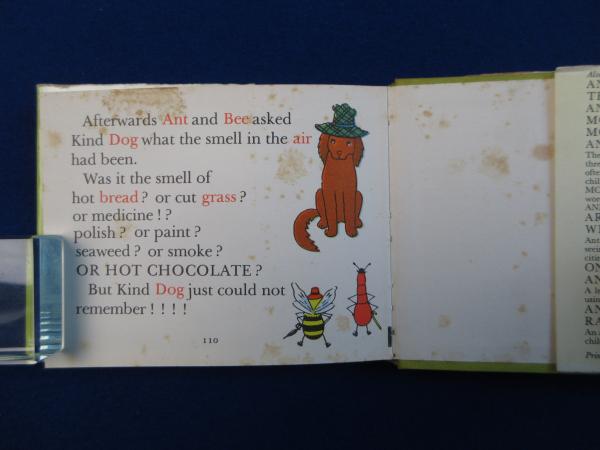 Afterwards Ant and Bee asked
Kind Dog what the smell in the air
had been.
Was it the smell of
hot bread? or cut grass?
or medicine!?
polish? or paint?
seaweed? or smoke?
OR HOT CHOCOLATE?
But Kind Dog just could not
remember!!!!
110